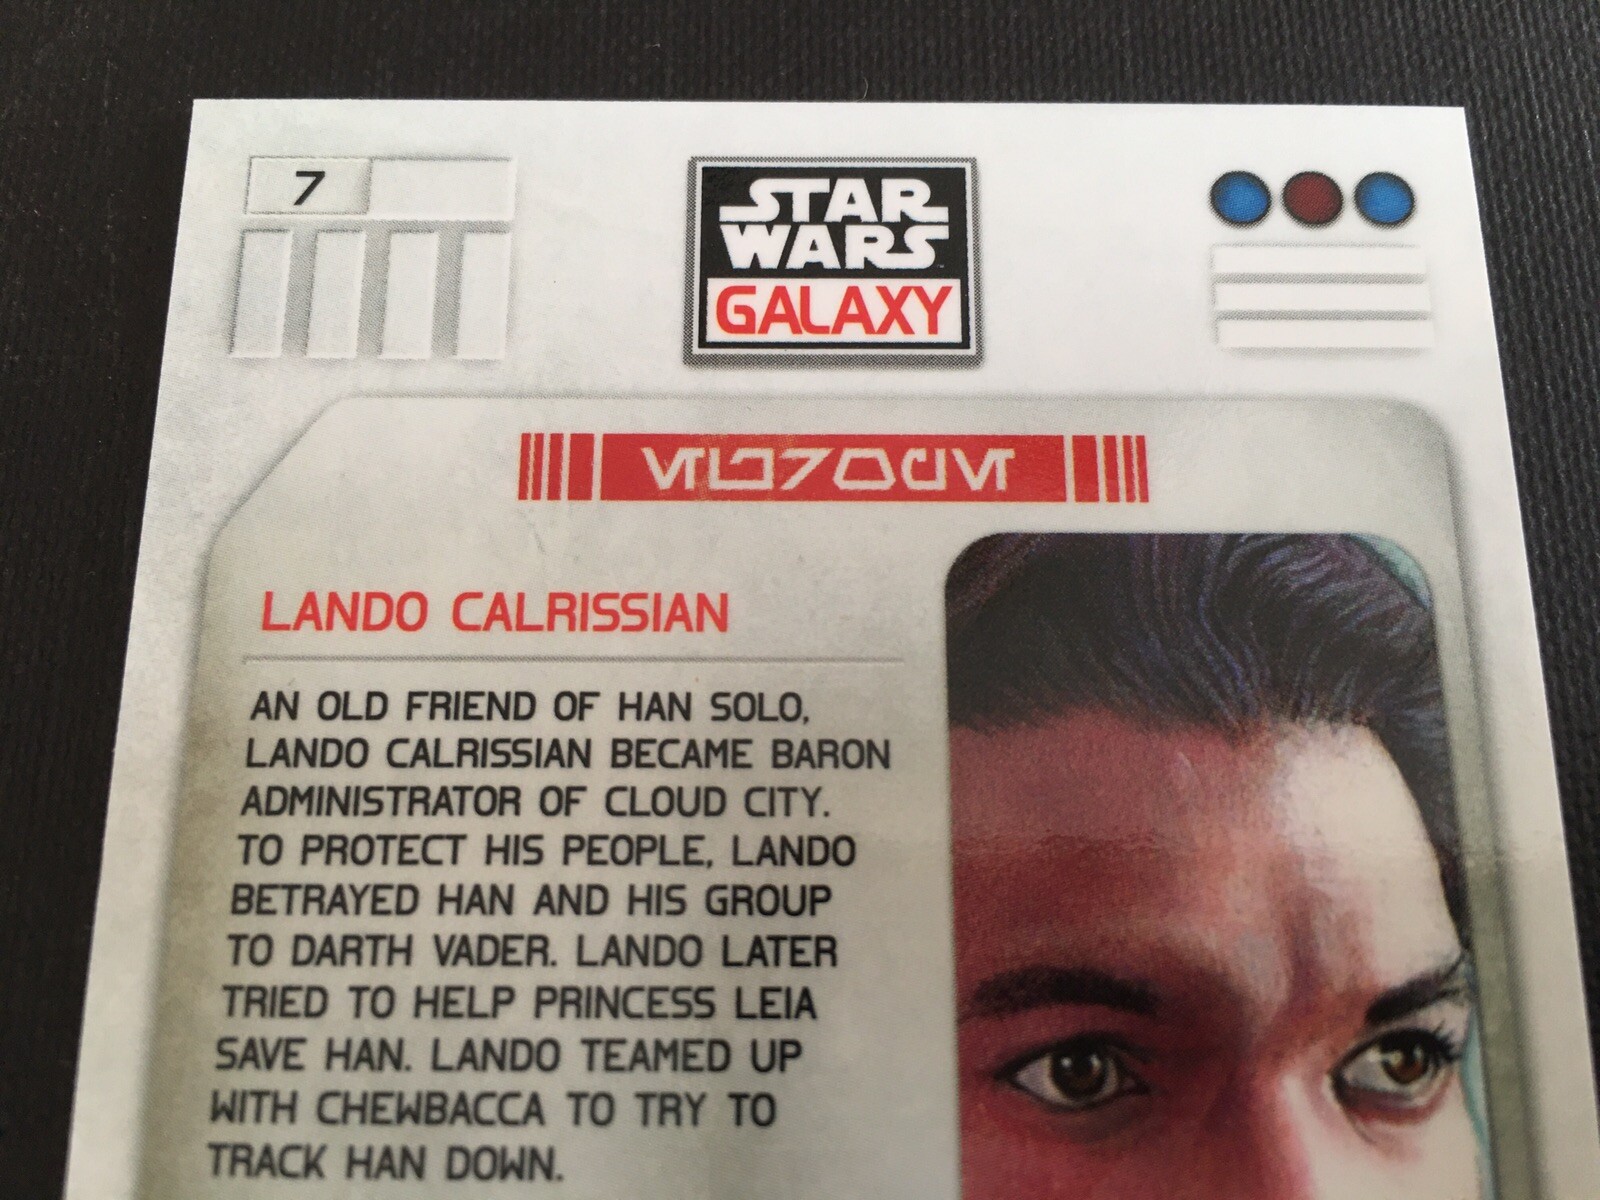 7
STAR
WARS
GALAXY
LANDO CALRISSIAN
AN OLD FRIEND OF HAN SOLO,
LANDO CALRISSIAN BECAME BARON
ADMINISTRATOR OF CLOUD CITY.
TO PROTECT HIS PEOPLE, LANDO
BETRAYED HAN AND HIS GROUP
TO DARTH VADER. LANDO LATER
TRIED TO HELP PRINCESS LEIA
SAVE HAN. LANDO TEAMED UP
WITH CHEWBACCA TO TRY TO
TRACK HAN DOWN.